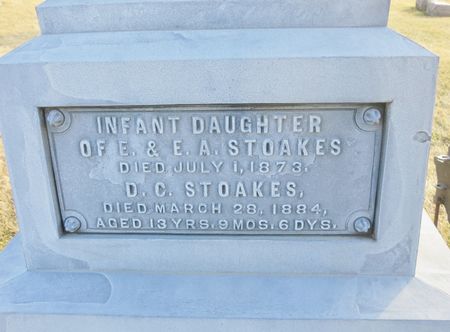 INFANT DAUGHTER
OF E. & E. A. STOAKES
DIED JULY 1, 1873.
D. C. STOAKES,
DIED MARCH 28, 1884,
AGED 13 YRS. 9 MOS. 6 DYS.